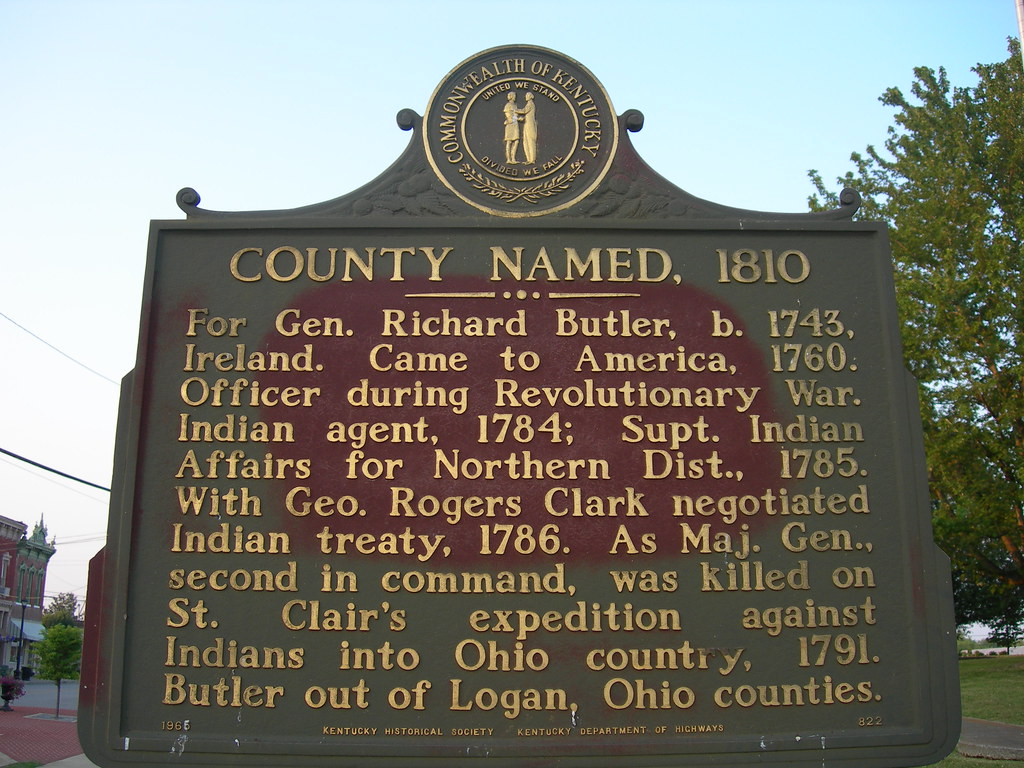 COMMONWEALTH OF KENTUCKY
UNITED WE STAND
DIVIDED WE FALL
COUNTY NAMED, 1810
For Gen. Richard Butler, b. 1743,
Ireland. Came to America, 1760.
Officer during Revolutionary War.
Indian agent, 1784; Supt. Indian
Affairs for Northern Dist., 1785.
With Geo. Rogers Clark negotiated
Indian treaty, 1786. As Maj. Gen.,
second in command, was killed on
St. Clair's expedition against
Indians into Ohio country, 1791.
Butler out of Logan, Ohio counties.
1965 KENTUCKY HISTORICAL SOCIETY KENTUCKY DEPARTMENT OF HIGHWAYS 822